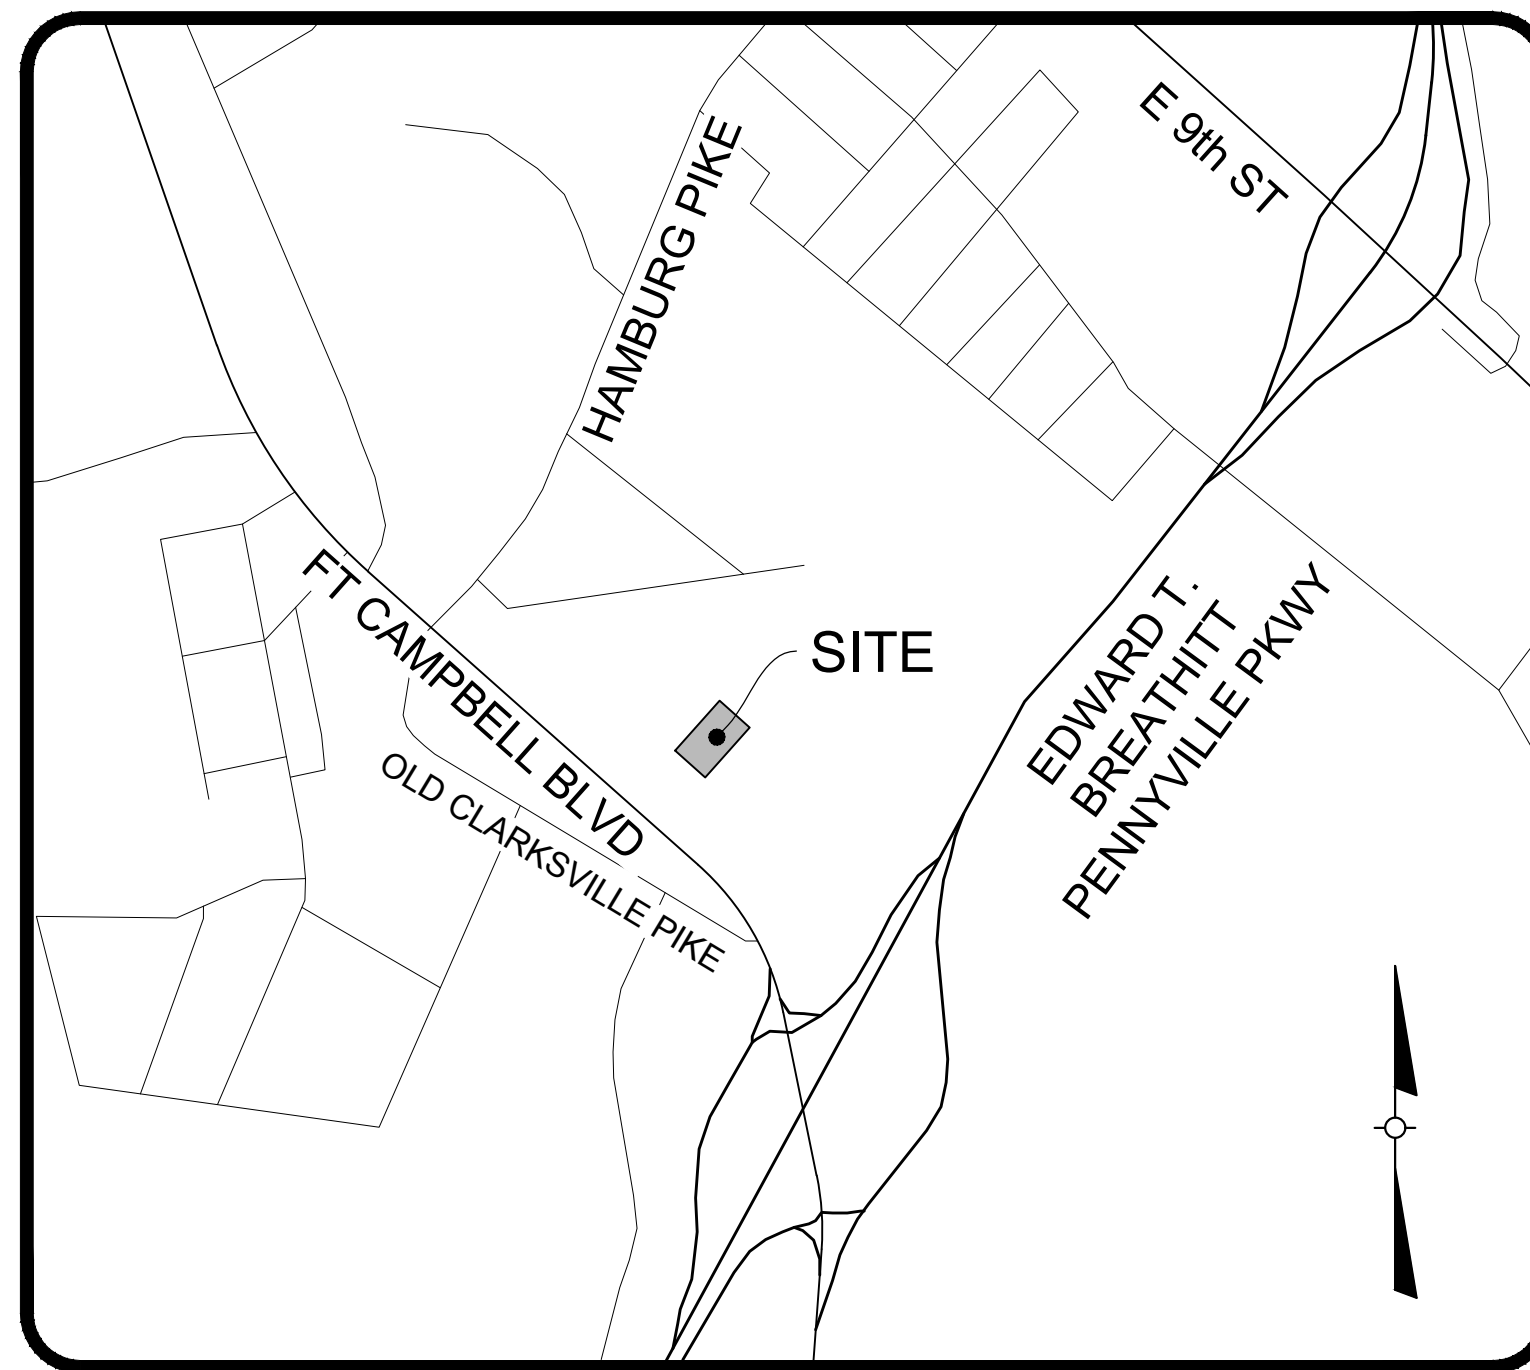 E 9th ST
HAMBURG PIKE
FT CAMPBELL BLVD
SITE
EDWARD T.
BREATHITT
PENNYVILLE PKWY
OLD CLARKSVILLE PIKE